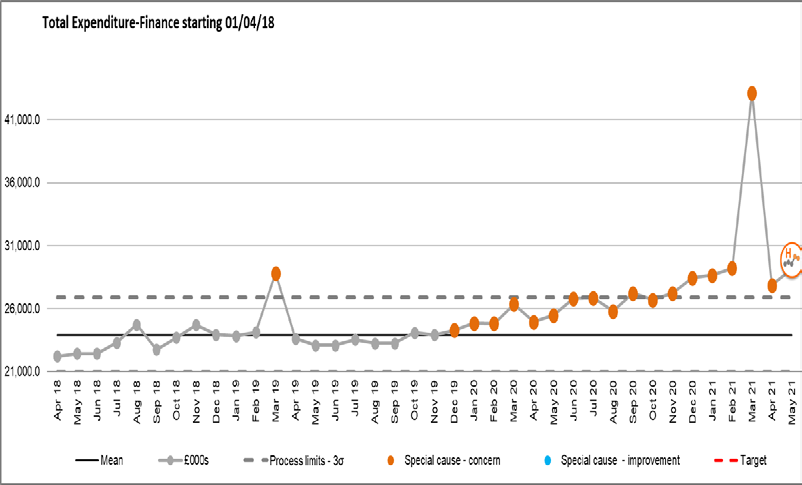 Total Expenditure-Finance starting 01/04/18
41,000.0
36,000.0
31,000.0
26,000.0
21,000.0
H
Apr 18
May 18
Jun 18
Jul 18
Aug 18
Sep 18
Oct 18
Nov 18
Dec 18
Jan 19
Feb 19
Mar 19
Apr 19
May 19
Jun 19
Jul 19
Aug 19
Sep 19
Oct 19
Nov 19
Dec 19
Jan 20
Feb 20
Mar 20
Apr 20
May 20
Jun 20
Jul 20
Aug 20
Sep 20
Oct 20
Nov 20
Dec 20
Jan 21
Feb 21
Mar 21
Apr 21
May 21
Mean £000s Process limits - 3σ Special cause - concern Special cause - improvement Target